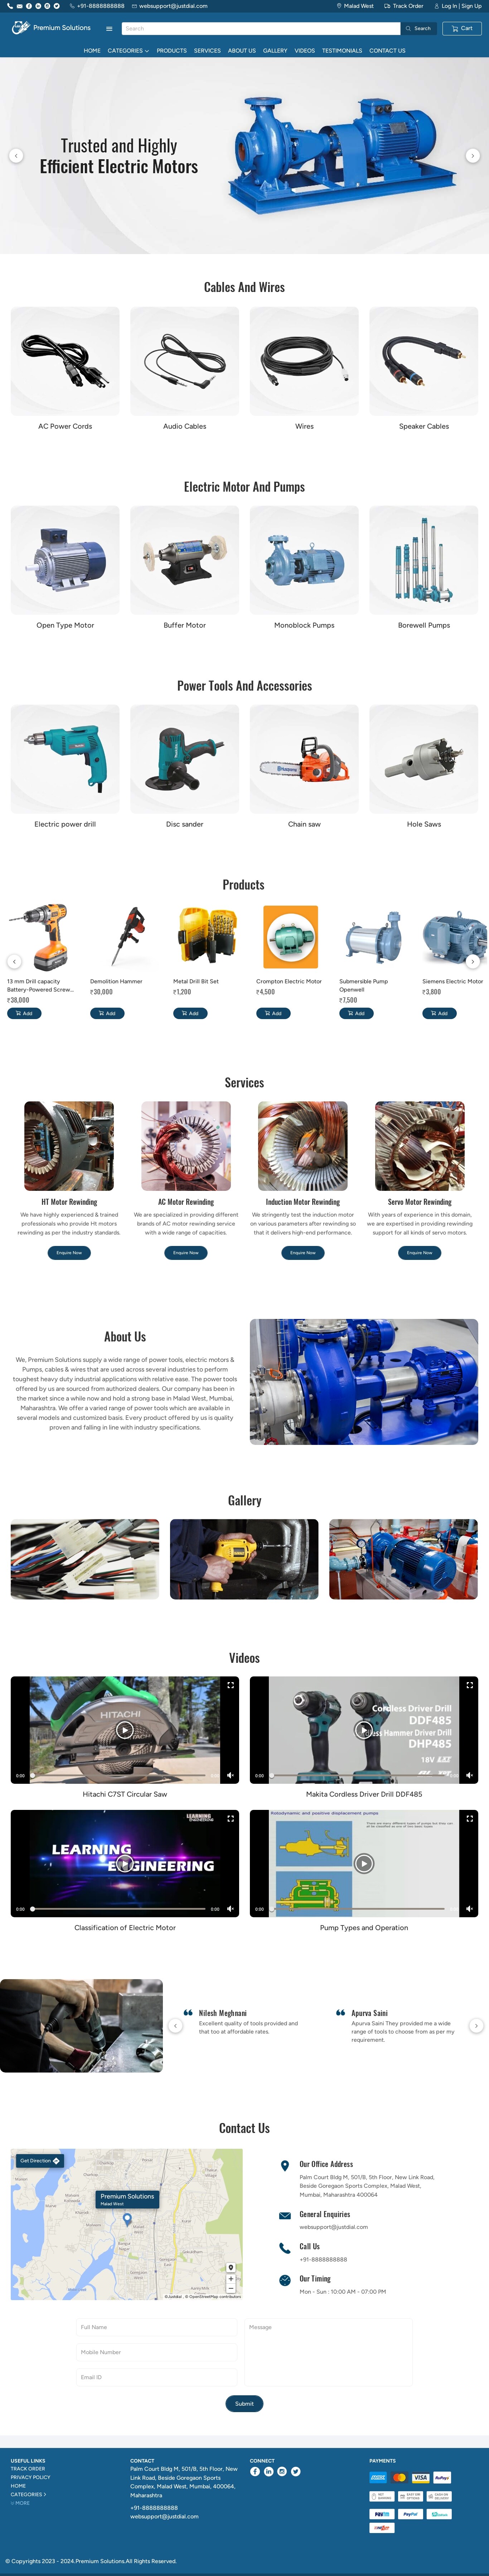 +91-8888888888
websupport@justdial.com
Malad West
Track Order
Log In | Sign Up
Premium Solutions
Search
Search
Cart
HOME
CATEGORIES
PRODUCTS
SERVICES
ABOUT US
GALLERY
VIDEOS
TESTIMONIALS
CONTACT US
Trusted and Highly
Efficient Electric Motors
Cables And Wires
AC Power Cords
Audio Cables
Wires
Speaker Cables
Electric Motor And Pumps
Open Type Motor
Buffer Motor
Monoblock Pumps
Borewell Pumps
Power Tools And Accessories
Electric power drill
Disc sander
Chain saw
Hole Saws
Products
13 mm Drill capacity
Battery-Powered Screw...
₹38,000
Add
Demolition Hammer
₹30,000
Add
Metal Drill Bit Set
₹1,200
Add
Crompton Electric Motor
₹4,500
Add
Submersible Pump
Openwell
₹7,500
Add
Siemens Electric Motor
₹3,800
Add
Services
HT Motor Rewinding
We have highly experienced & trained
professionals who provide Ht motors
rewinding as per the industry standards.
Enquire Now
AC Motor Rewinding
We are specialized in providing different
brands of AC motor rewinding service
with a wide range of capacities.
Enquire Now
Induction Motor Rewinding
We stringently test the induction motor
on various parameters after rewinding so
that it delivers high-end performance.
Enquire Now
Servo Motor Rewinding
With years of experience in this domain,
we are expertised in providing rewinding
support for all kinds of servo motors.
Enquire Now
About Us
We, Premium Solutions supply a wide range of power tools, electric motors &
Pumps, cables & wires that are used across several industries to perform
toughest heavy duty industrial applications with relative ease. The power tools
offered by us are sourced from authorized dealers. Our company has been in
the market since a while now and is doing best in Malad West, Mumbai,
Maharashtra. We offer a varied range of power tools which are available in
several models and customized basis. Every product offered by us is quality
proven and falling in line with industry specifications.
Gallery
Videos
HITACHI
0:00
Hitachi C7ST Circular Saw
Cordless Driver Drill
DDF485
Hammer Driver Drill
DHP485
18V
0:00
Makita Cordless Driver Drill DDF485
LEARNING
ENGINEERING
LEARNING
ENGINEERING
0:00
0:00
Classification of Electric Motor
Rotodynamic and positive displacement pumps
0:00
Pump Types and Operation
Nilesh Meghnani
Excellent quality of tools provided and
that too at affordable rates.
Apurva Saini
Apurva Saini They provided me a wide
range of tools to choose from as per my
requirement.
Contact Us
Get Direction
Premium Solutions
Malad West
©Justdial , © OpenStreetMap contributors
Our Office Address
Palm Court Bldg M, 501/B, 5th Floor, New Link Road,
Beside Goregaon Sports Complex, Malad West,
Mumbai, Maharashtra 400064
General Enquiries
websupport@justdial.com
Call Us
+91-8888888888
Our Timing
Mon - Sun : 10:00 AM - 07:00 PM
Full Name
Mobile Number
Email ID
Message
Submit
USEFUL LINKS
TRACK ORDER
PRIVACY POLICY
HOME
CATEGORIES
MORE
CONTACT
Palm Court Bldg M, 501/B, 5th Floor, New
Link Road, Beside Goregaon Sports
Complex, Malad West, Mumbai, 400064,
Maharashtra
+91-8888888888
websupport@justdial.com
CONNECT
PAYMENTS
VISA
RuPay
NET BANKING
EASY EMI OPTIONS
CASH ON DELIVERY
PayPal
© Copyrights 2023 - 2024.Premium Solutions.All Rights Reserved.